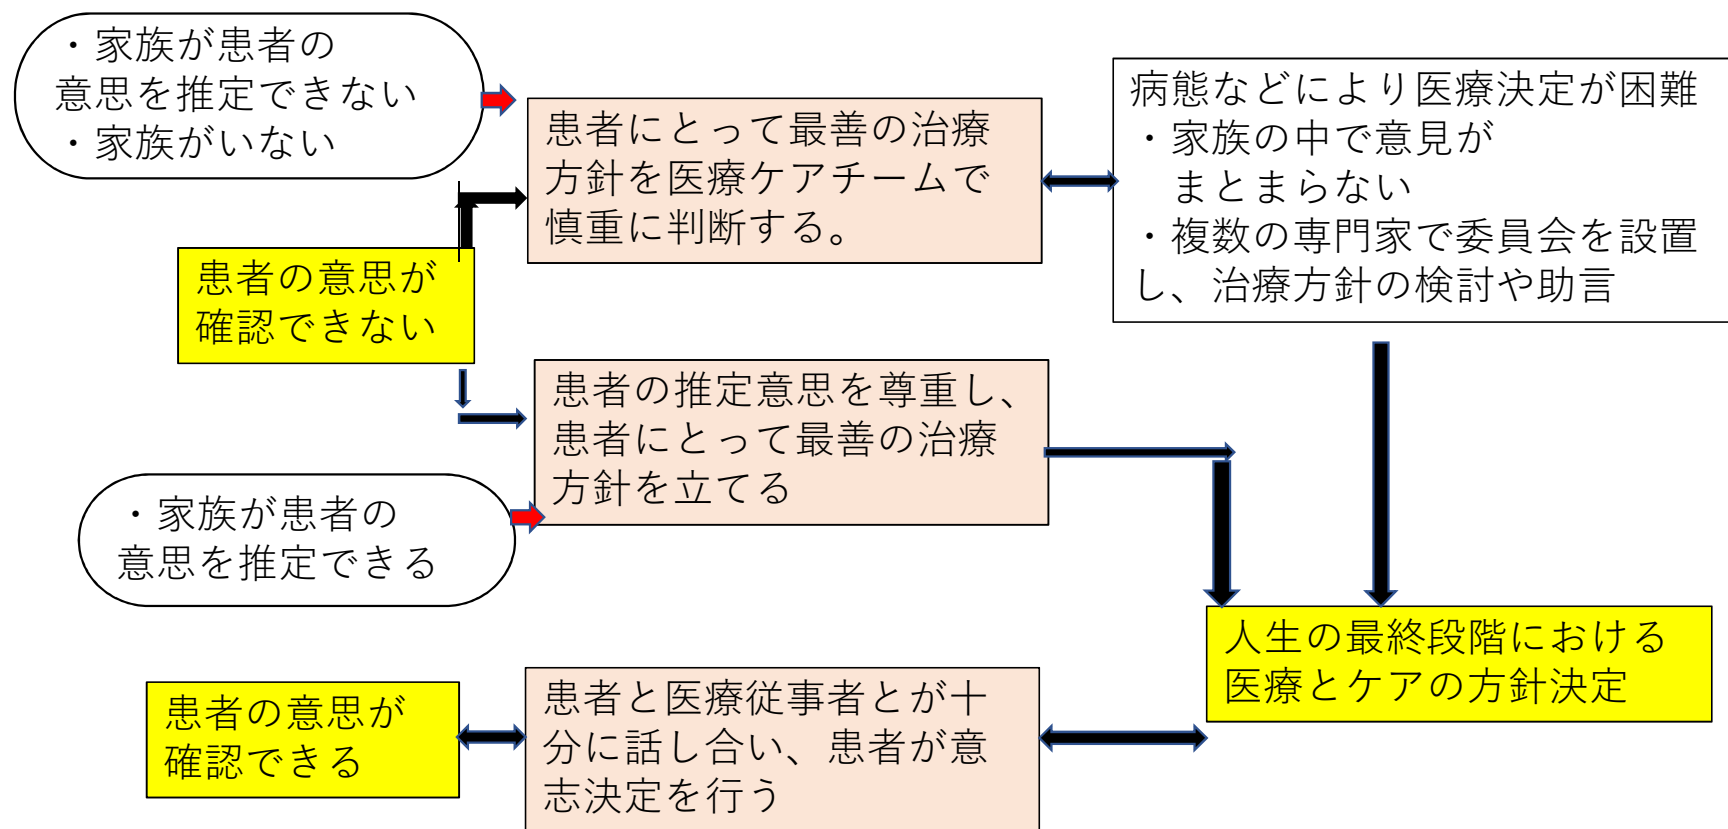 ・家族が患者の
意思を推定できない
・家族がいない
患者にとって最善の治療
方針を医療ケアチームで
慎重に判断する。
病態などにより医療決定が困難
・家族の中で意見が
まとまらない
・複数の専門家で委員会を設置
し、治療方針の検討や助言
患者の意思が
確認できない
患者の推定意思を尊重し、
患者にとって最善の治療
方針を立てる
・家族が患者の
意思を推定できる
人生の最終段階における
医療とケアの方針決定
患者の意思が
確認できる
患者と医療従事者とが十
分に話し合い、患者が意
志決定を行う